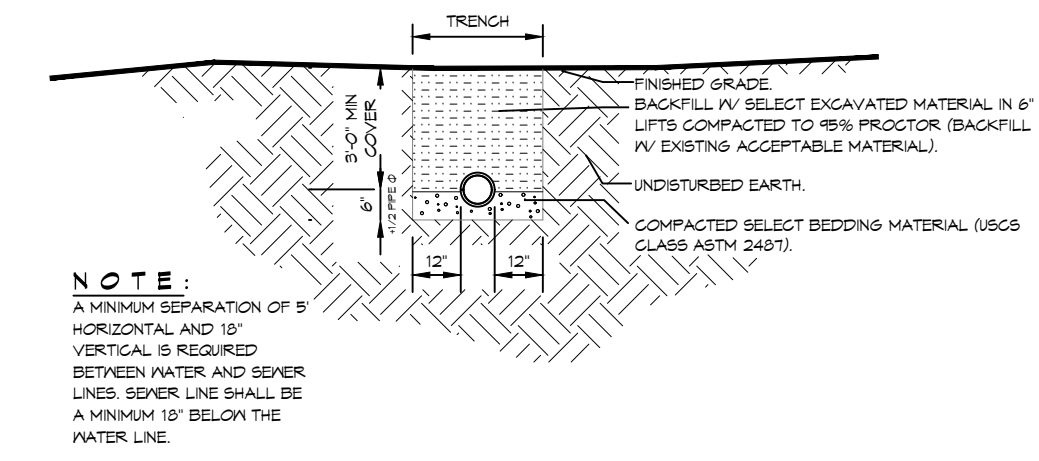 TRENCH
FINISHED GRADE.
BACKFILL W/ SELECT EXCAVATED MATERIAL IN 6"
LIFTS COMPACTED TO 95% PROCTOR (BACKFILL
W/ EXISTING ACCEPTABLE MATERIAL).
3'-0" MIN
COVER
UNDISTURBED EARTH.
6"
+1/2 PIPE Φ
COMPACTED SELECT BEDDING MATERIAL (USCS
CLASS ASTM 2487).
12"
12"
NOTE:
A MINIMUM SEPARATION OF 5'
HORIZONTAL AND 18"
VERTICAL IS REQUIRED
BETWEEN WATER AND SEWER
LINES. SEWER LINE SHALL BE
A MINIMUM 18" BELOW THE
WATER LINE.